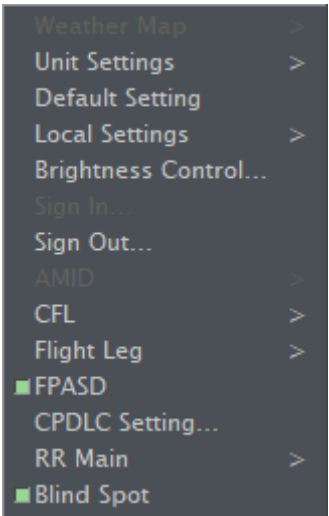 Weather Map >
Unit Settings >
Default Setting
Local Settings >
Brightness Control...
Sign In...
Sign Out...
AMID >
CFL >
Flight Leg >
FPASD
CPDLC Setting...
RR Main >
Blind Spot